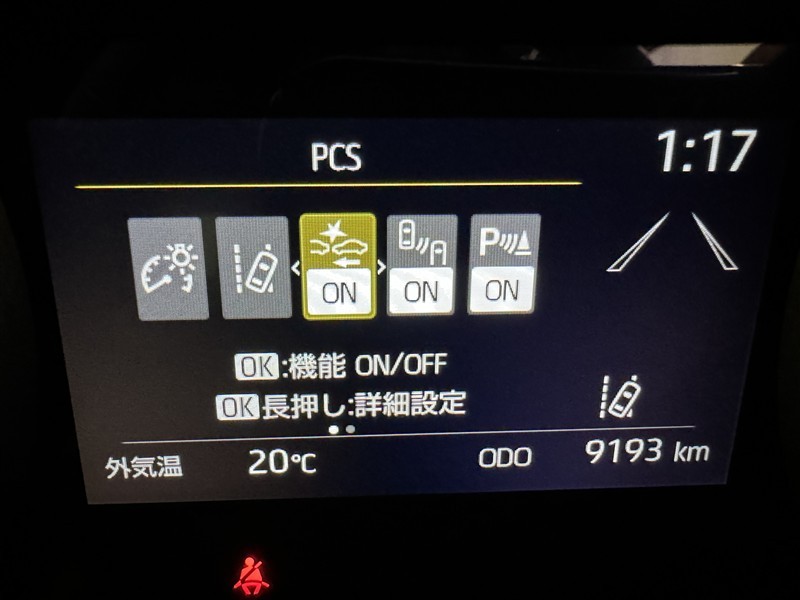 PCS
1:17
ON ON P ON
OK:機能 ON/OFF
OK長押し:詳細設定
外気温 20℃ ODO 9193 km